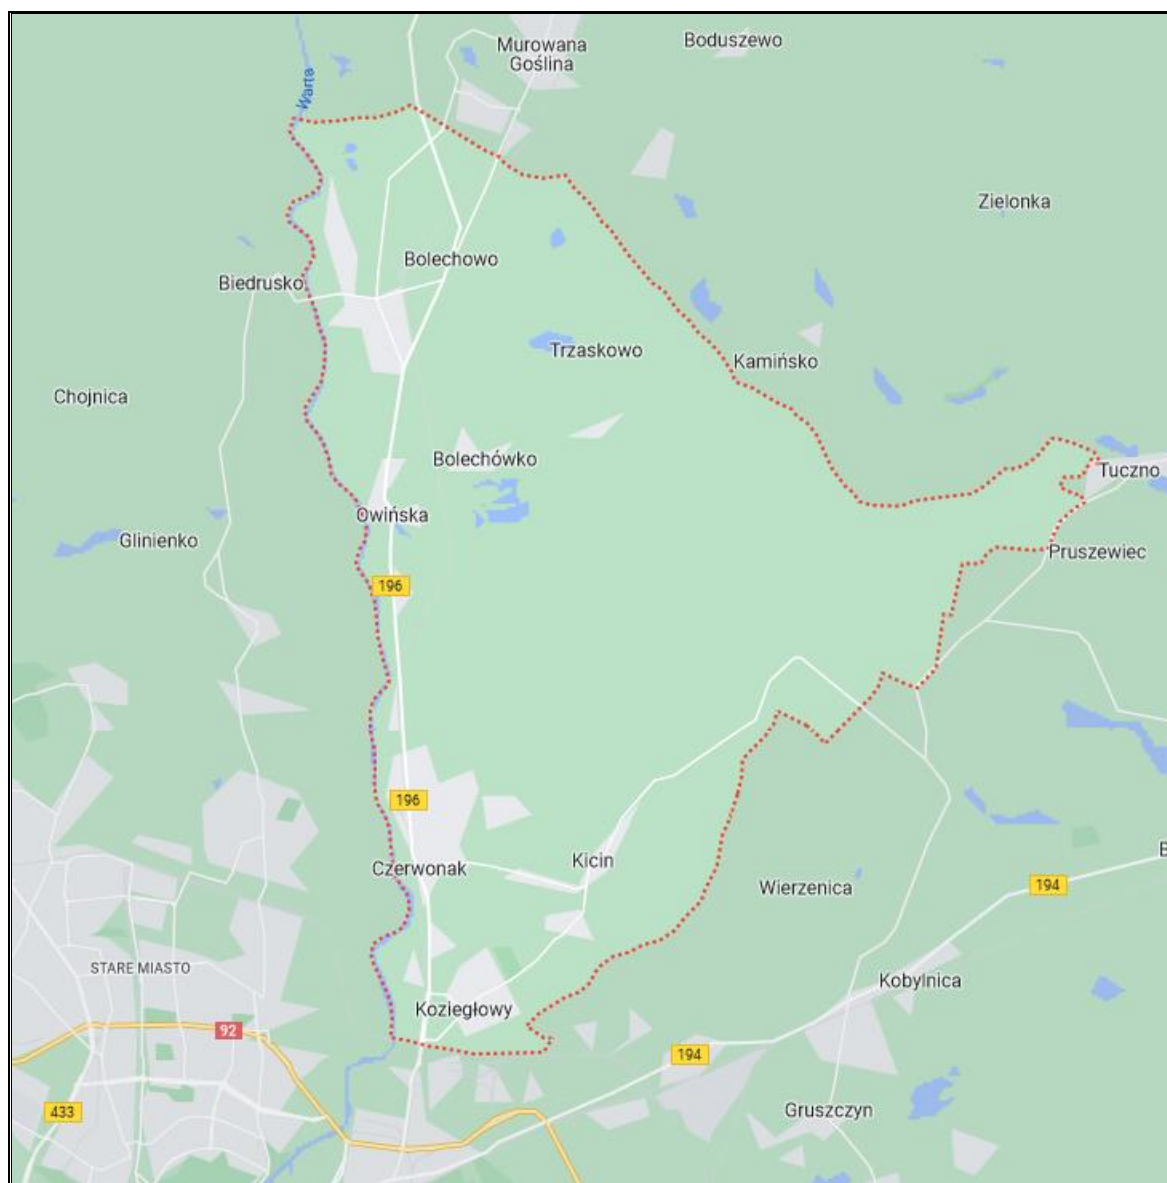 Murowana
Goślina
Boduszewo
Warta
Zielonka
Bolechowo
Biedrusko
Trzaskowo
Kamińsko
Chojnica
Bolechówko
Tuczno
Owińska
Glinienko
Pruszewiec
196
196
Kicin
Czerwonak
Wierzenica
194
B
STARE MIASTO
Kobylnica
Koziegłowy
92
194
433
Gruszczyn